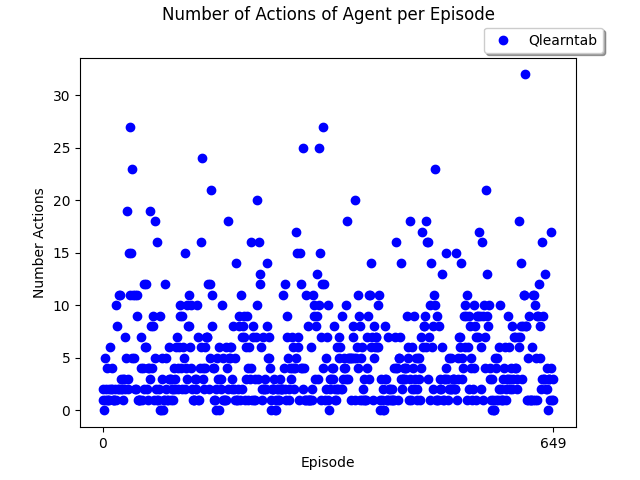 Number of Actions of Agent per Episode
Qlearntab
30
25
20
15
10
5
0
Number Actions
0
649
Episode